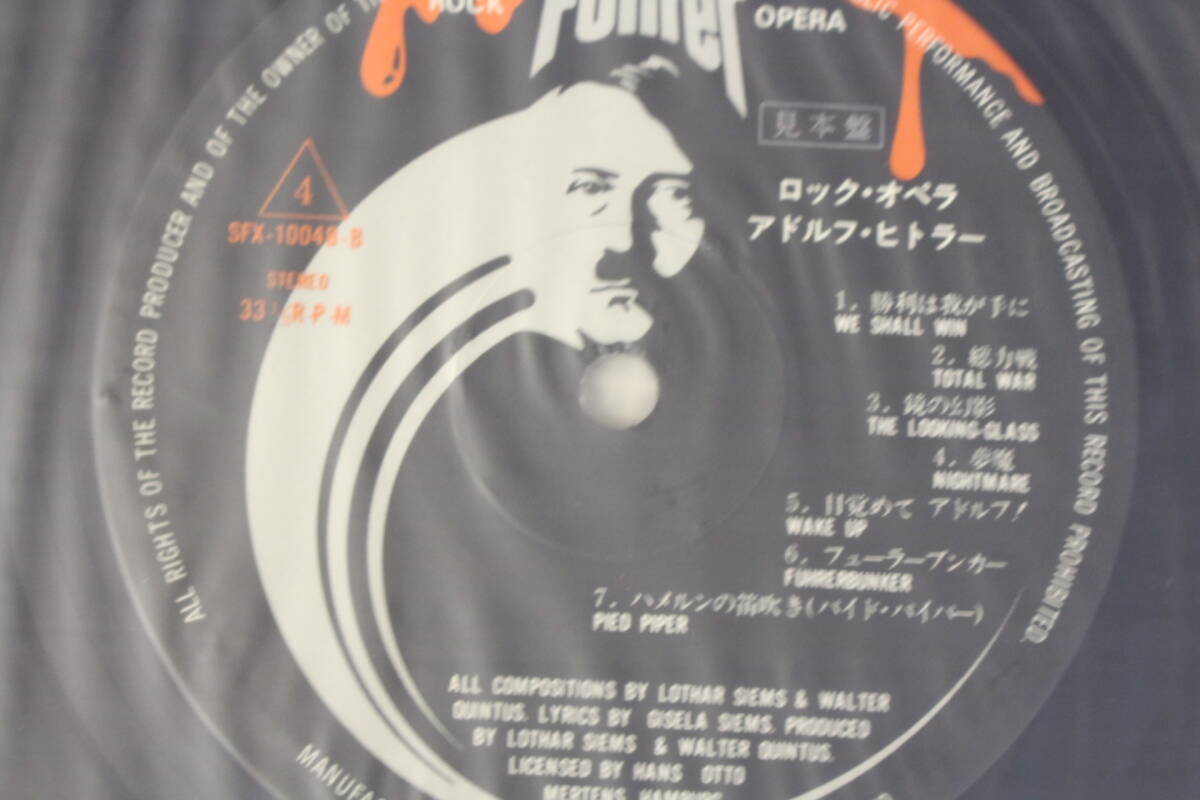 ROCK
Führer
OPERA
見本盤
ロック・オペラ
アドルフ・ヒトラー
4
SFX-10048-B
STEREO
33⅓R·P·M
1. 勝利は我が手に
WE SHALL WIN
2. 総力戦
TOTAL WAR
3. 鏡の幻影
THE LOOKING-GLASS
4. 夢魔
NIGHTMARE
5. 目覚めて アドルフ!
WAKE UP
6. フューラーブンカー
FUHRERBUNKER
7. ハメルンの笛吹き(パイド・パイパー)
PIED PIPER
ALL COMPOSITIONS BY LOTHAR SIEMS & WALTER
QUINTUS. LYRICS BY GISELA SIEMS. PRODUCED
BY LOTHAR SIEMS & WALTER QUINTUS.
LICENSED BY HANS OTTO
MERTENS, HAMBURG
ALL RIGHTS OF THE RECORD PRODUCER AND OF THE OWNER OF THE
PERFORMANCE AND BROADCASTING OF THIS RECORD PROHIBITED.